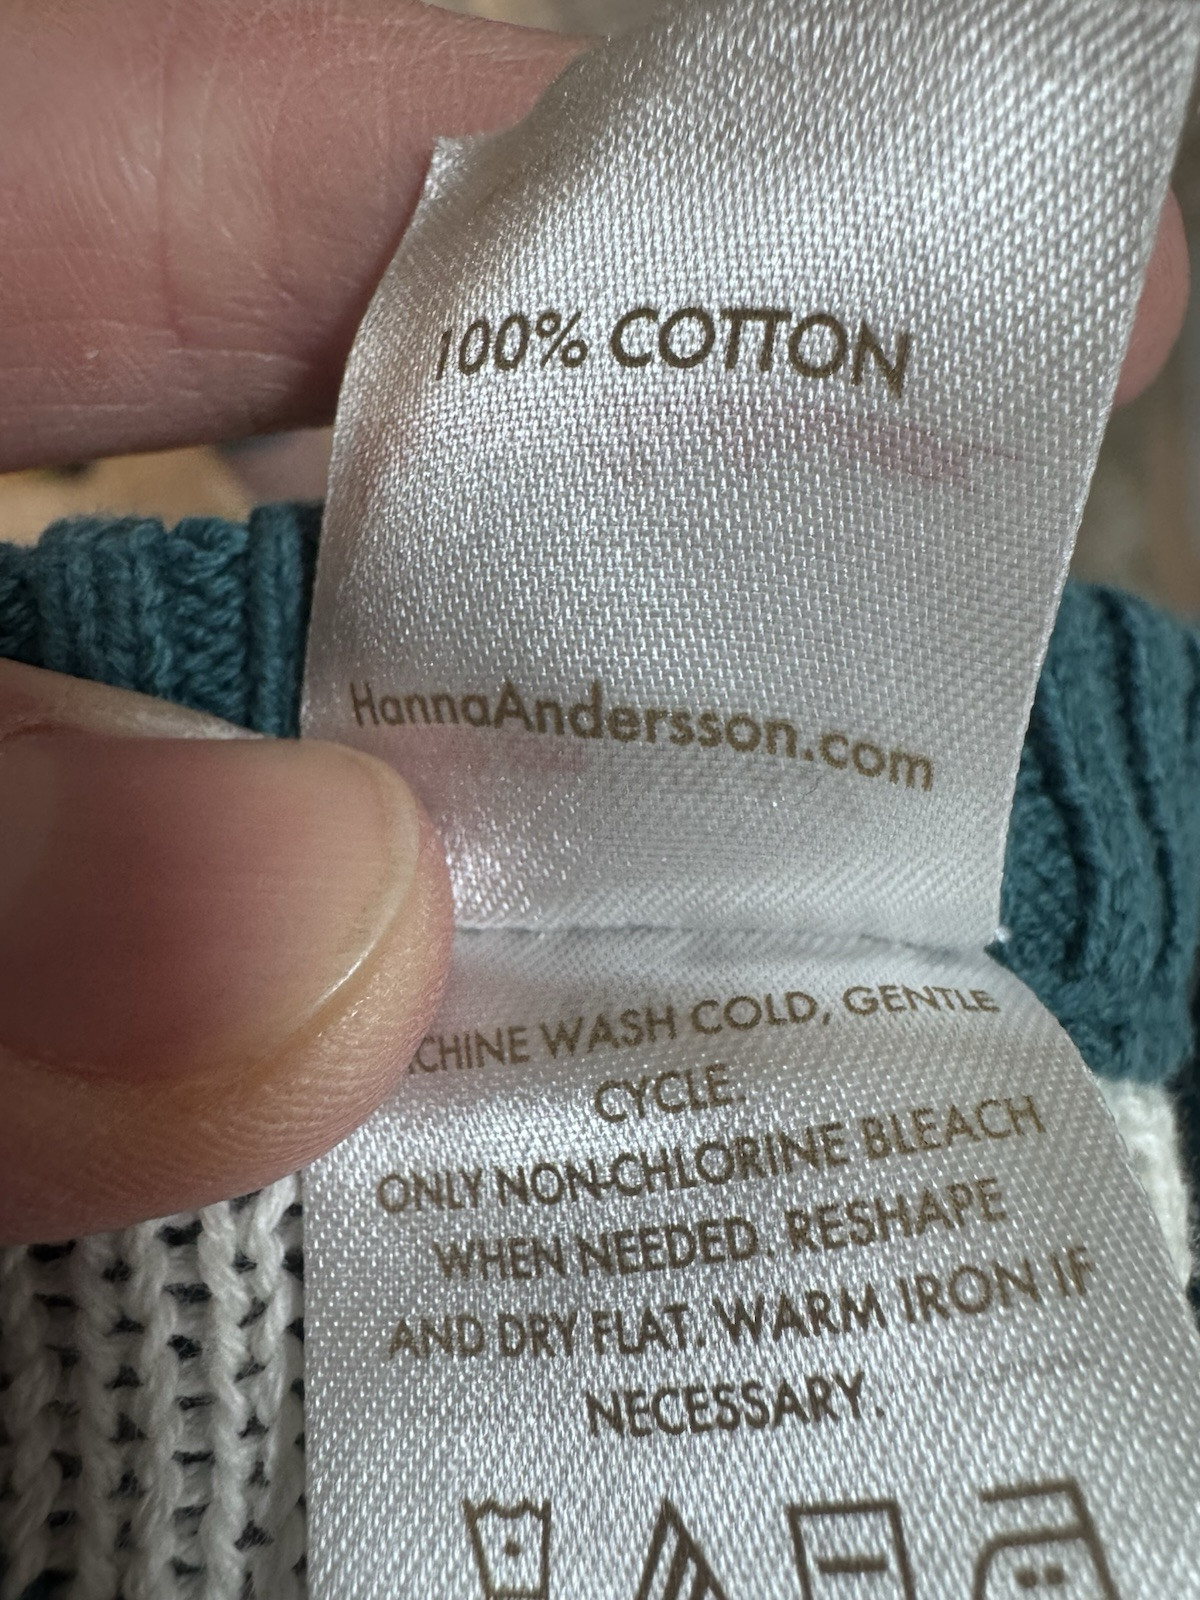 100% COTTON
HannaAndersson.com
WASH COLD, GENTLE
CYCLE.
ONLY NON-CHLORINE BLEACH
WHEN NEEDED. RESHAPE
AND DRY FLAT. WARM IRON IF
NECESSARY.